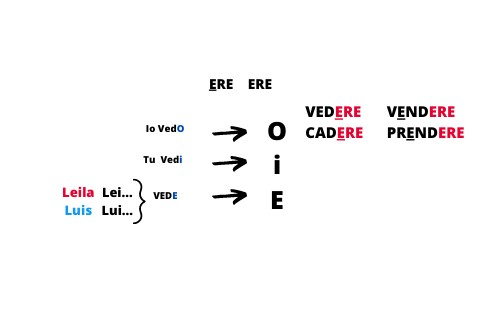 ERE ERE
VEDERE VENDERE
CADERE PRENDERE
Io VedO O
Tu Vedi i
Leila Lei...
Luis Lui...
VEDE E